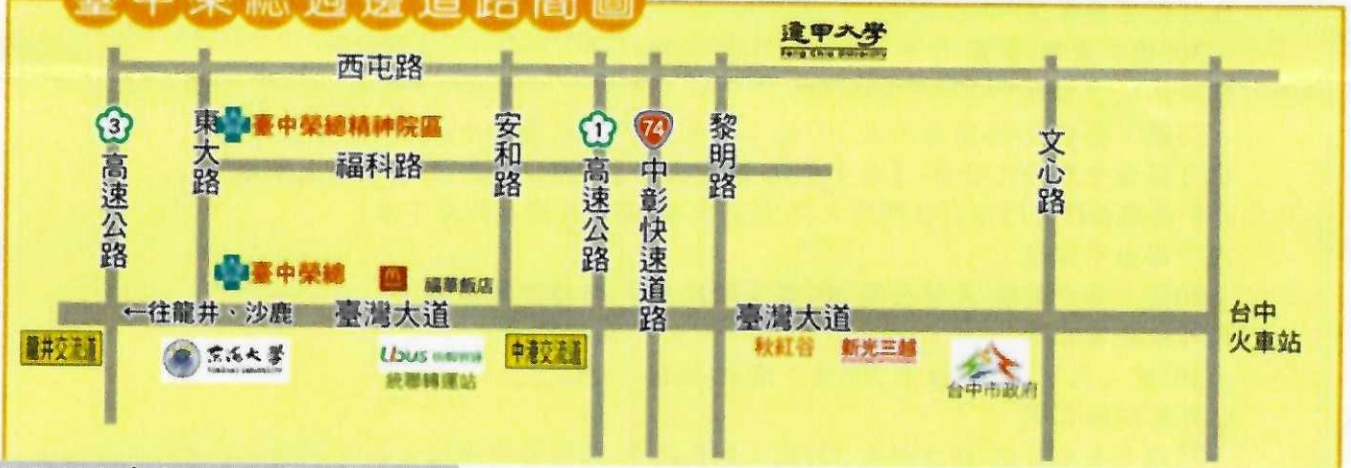 臺中榮總週邊道路簡圖
逢甲大學
Feng Chia University
西屯路
3
高速公路
東大路
臺中榮總精神院區
福科路
安和路
1
高速公路
74
中彰快速道路
黎明路
文心路
臺中榮總
福華飯店
←往龍井、沙鹿
臺灣大道
臺灣大道
台中
火車站
龍井交流道
東海大學
TUNGHAI UNIVERSITY
Ubus
統聯轉運站
中港交流道
秋紅谷
新光三越
台中市政府